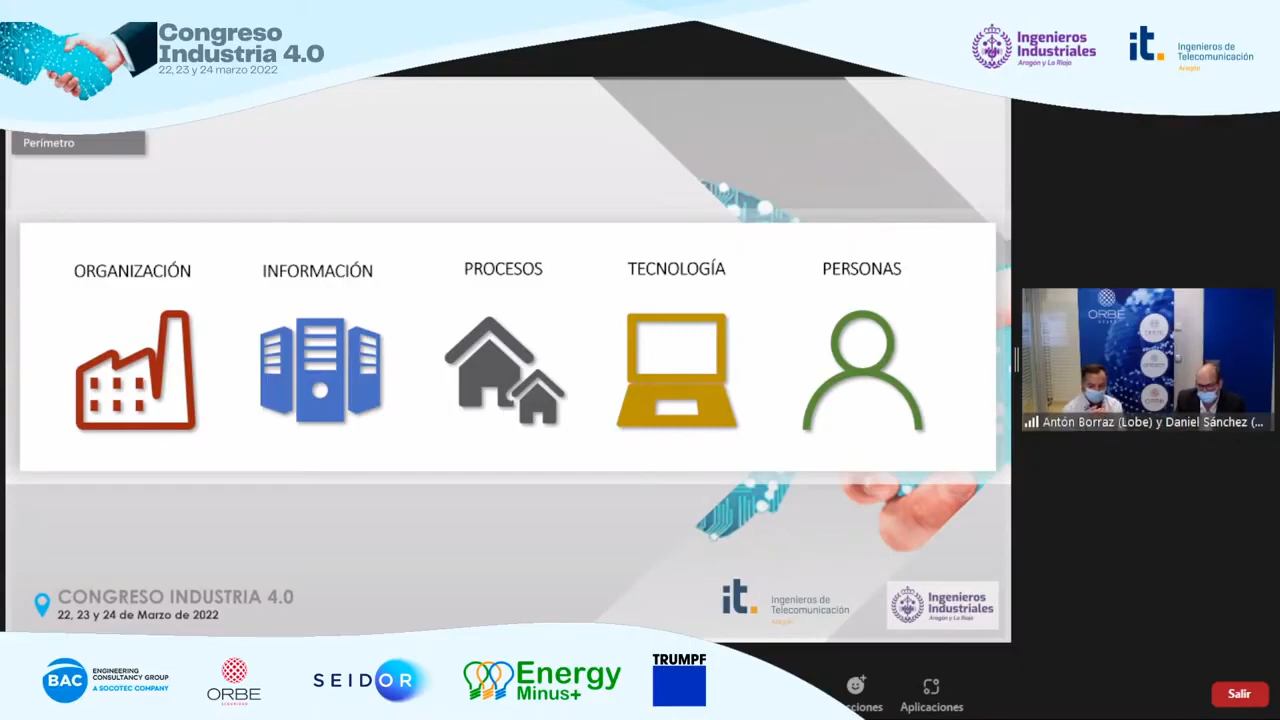 Congreso
Industria 4.0
22, 23 y 24 marzo 2022
Ingenieros
Industriales
Aragón y La Rioja
it.
Ingenieros de
Telecomunicación
Aragón
Perímetro
ORGANIZACIÓN
INFORMACIÓN
PROCESOS
TECNOLOGÍA
PERSONAS
ORBE
Antón Borraz (Lobe) y Daniel Sánchez (...
CONGRESO INDUSTRIA 4.0
22, 23 y 24 de Marzo de 2022
it.
Ingenieros de
Telecomunicación
Aragón
Ingenieros
Industriales
Aragón y La Rioja
BAC
ENGINEERING
CONSULTANCY GROUP
A SOCOTEC COMPANY
ORBE
SEGURIDAD
SEIDOR
Energy
Minus+
TRUMPF
ciones
Aplicaciones
Salir